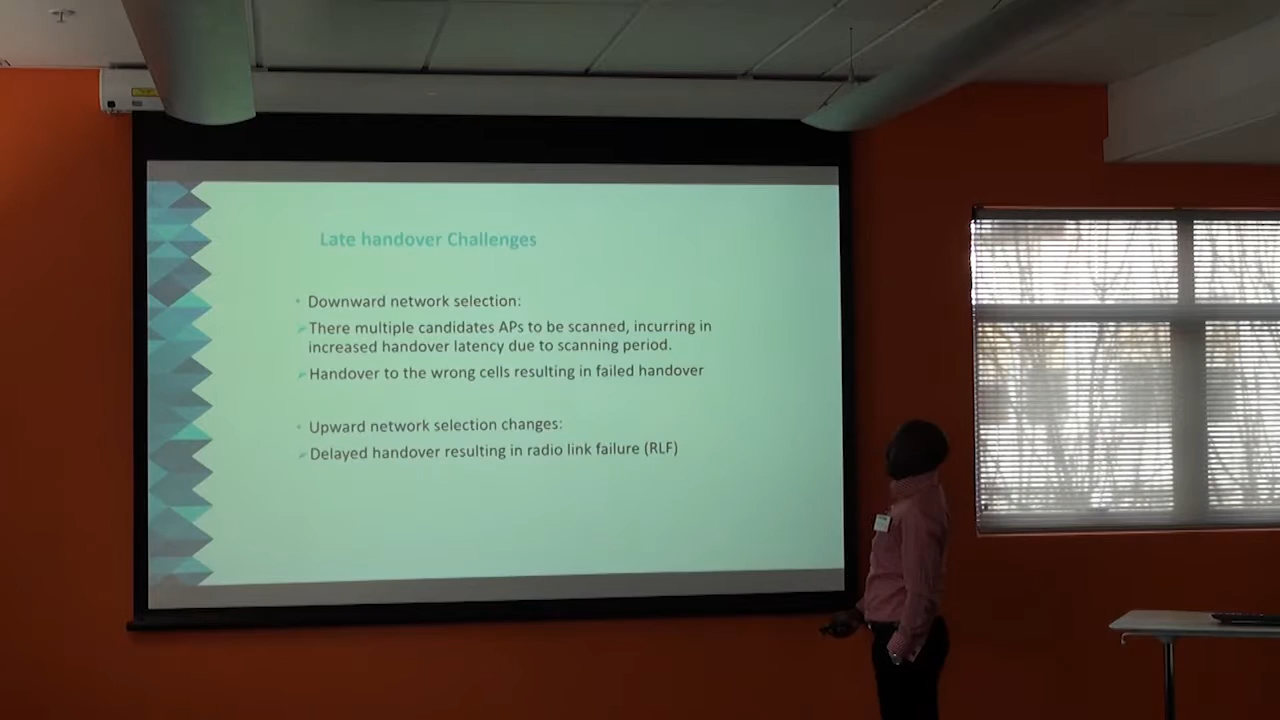 Late handover Challenges
Downward network selection:
There multiple candidates APs to be scanned, incurring in
increased handover latency due to scanning period.
Handover to the wrong cells resulting in failed handover
Upward network selection changes:
Delayed handover resulting in radio link failure (RLF)